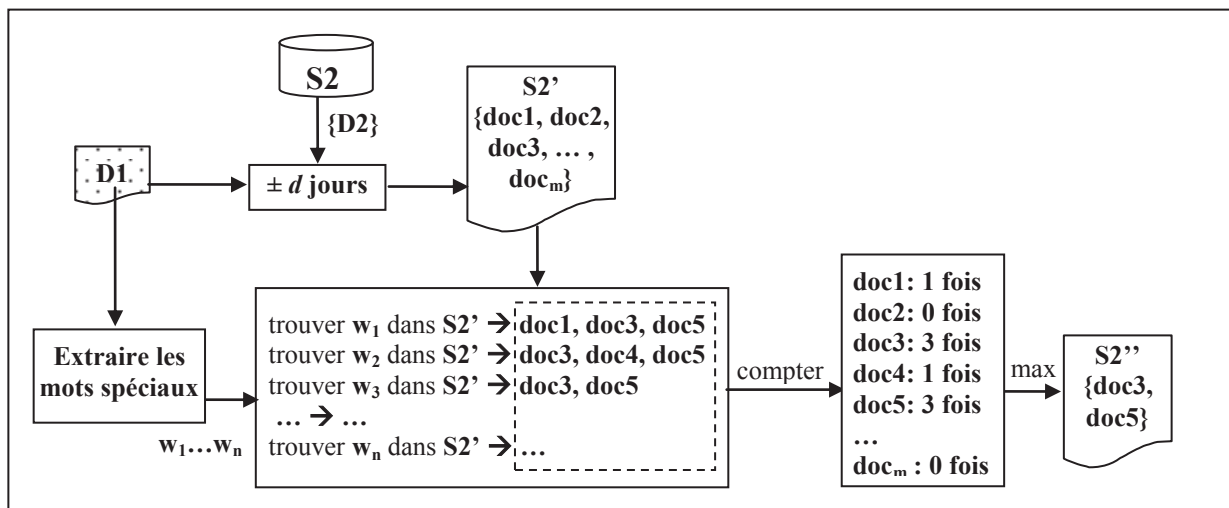 S2
{D2}
D1
± d jours
S2’
{doc1, doc2,
doc3, … ,
docm}
Extraire les
mots spéciaux
w1…wn
trouver w1 dans S2’ → doc1, doc3, doc5
trouver w2 dans S2’ → doc3, doc4, doc5
trouver w3 dans S2’ → doc3, doc5
… → …
trouver wn dans S2’ → …
compter
doc1: 1 fois
doc2: 0 fois
doc3: 3 fois
doc4: 1 fois
doc5: 3 fois
…
docm : 0 fois
max
S2’’
{doc3,
doc5}